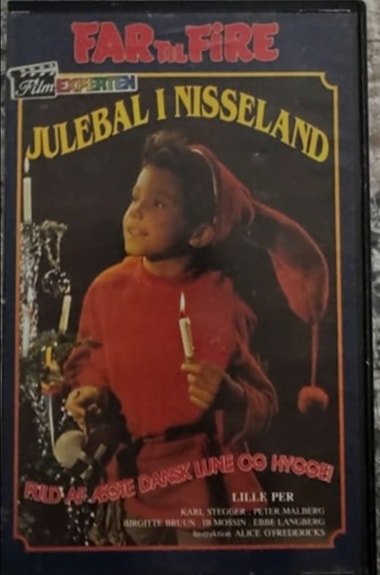 FAR TIL FIRE
Film EXPERTEN
JULEBAL I NISSELAND
FULD AF ÆGTE DANSK LUNE OG HYGGE!
LILLE PER
KARL STEGGER . PETER MALBERG
BIRGITTE BRUUN . IB MOSSIN . EBBE LANGBERG
Instruktion ALICE O'FREDERICKS